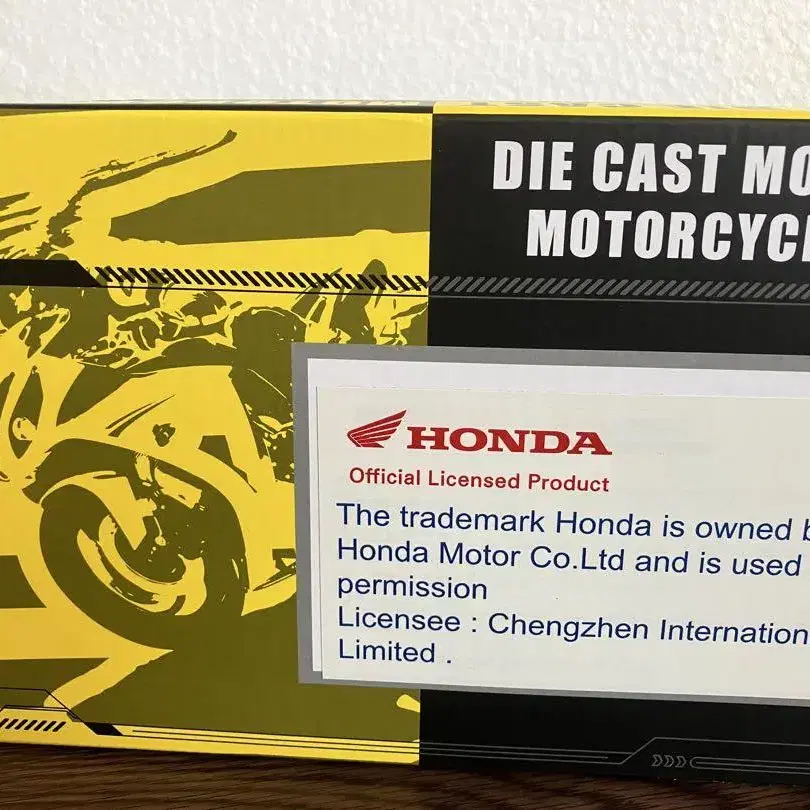 DIE CAST MO
MOTORCYC
HONDA
Official Licensed Product
The trademark Honda is owned b
Honda Motor Co.Ltd and is used
permission
Licensee : Chengzhen Internation
Limited .